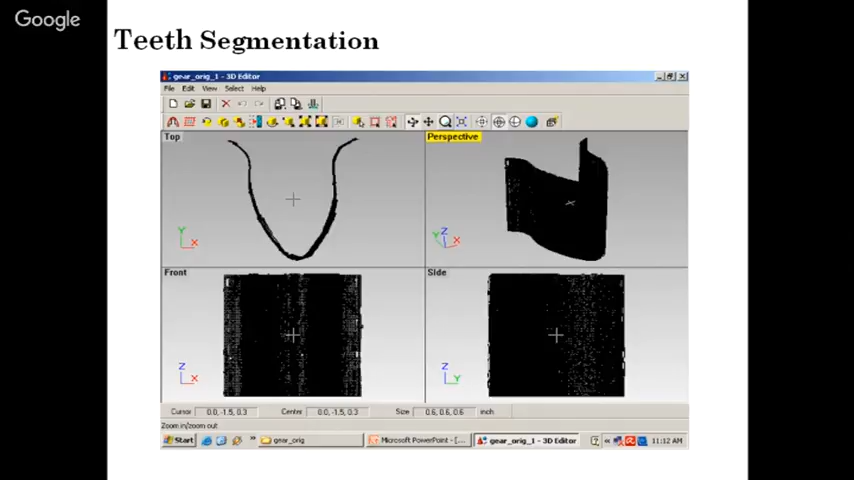 Google
Teeth Segmentation
gear_orig_1 - 3D Editor
File Edit View Select Help
Top
Perspective
Y
X
Z
Y
X
Front
Side
Z
X
Z
Y
Cursor 0.0, -1.5, 0.3 Center 0.0, -1.5, 0.3 Size 0.6, 0.6, 0.6 inch
Zoom in/zoom out
Start gear_orig Microsoft PowerPoint - [... gear_orig_1 - 3D Editor 11:12 AM